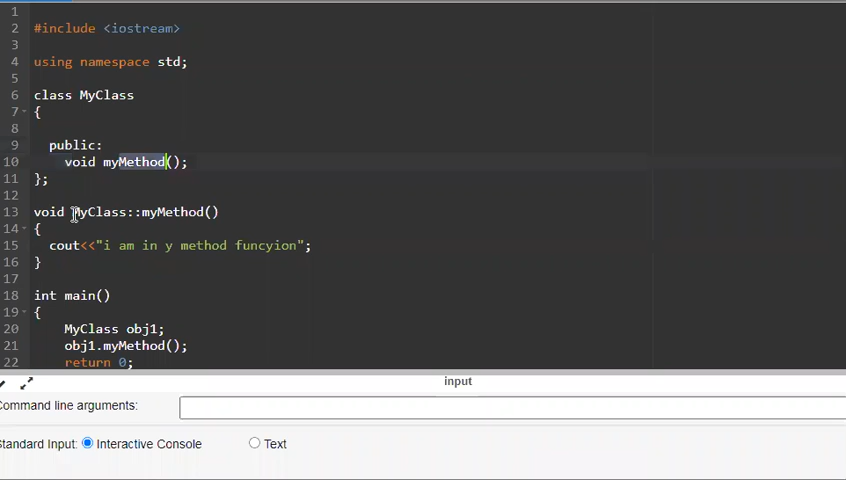 1
2 #include <iostream>
3
4 using namespace std;
5
6 class MyClass
7 {
8
9 public:
10 void myMethod();
11 };
12
13 void MyClass::myMethod()
14 {
15 cout<<"i am in y method funcyion";
16 }
17
18 int main()
19 {
20 MyClass obj1;
21 obj1.myMethod();
22 return 0;
input
Command line arguments:
Standard Input: Interactive Console Text